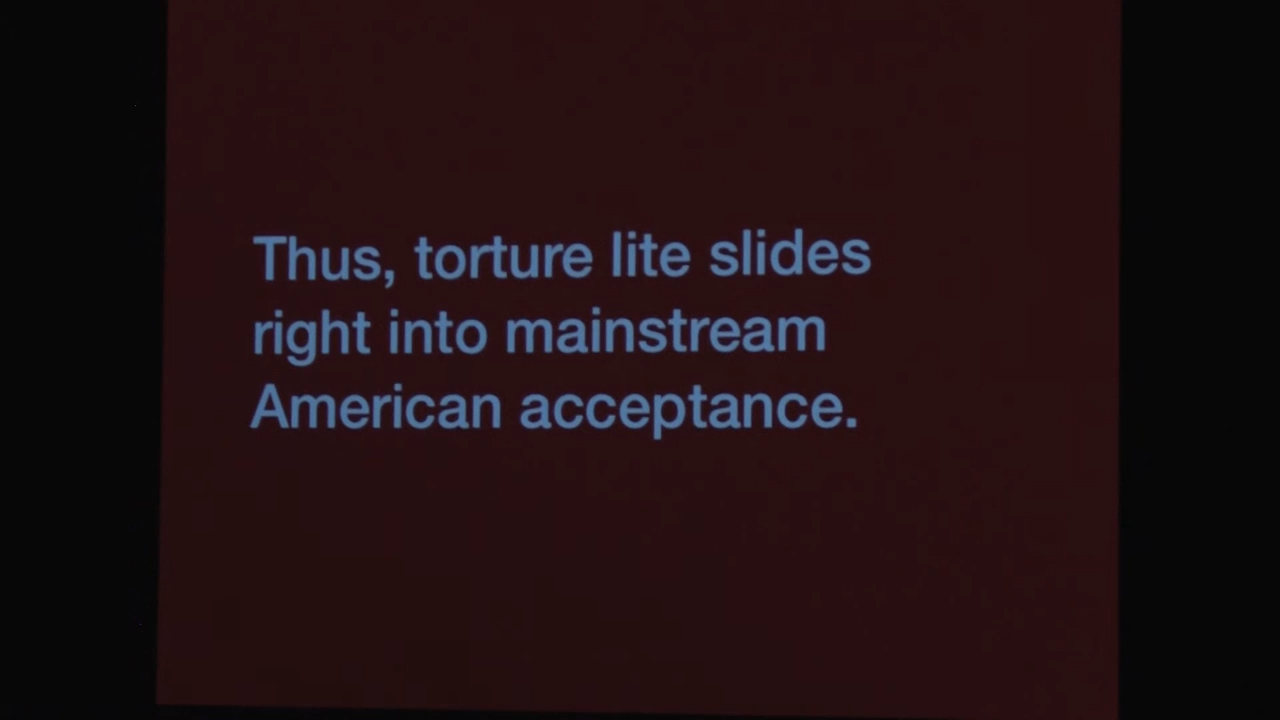 Thus, torture lite slides
right into mainstream
American acceptance.